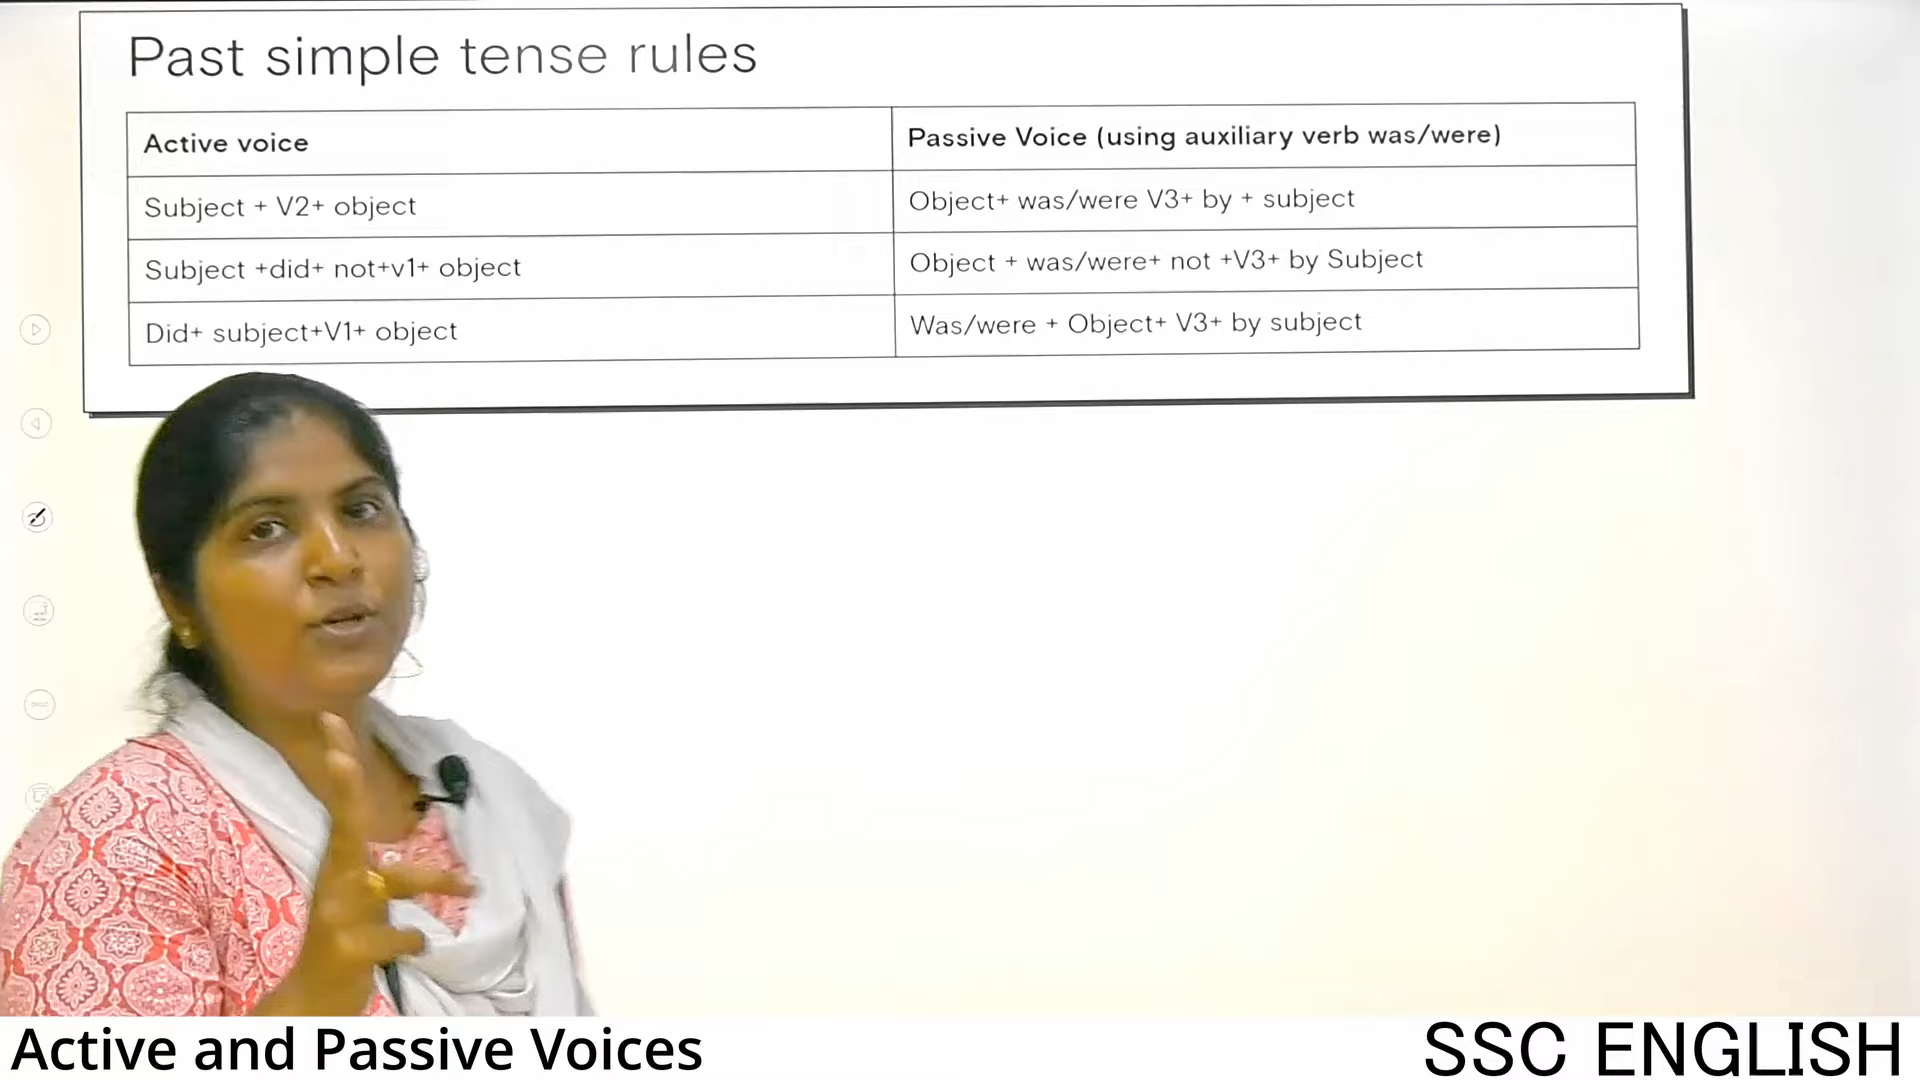 Past simple tense rules
Active voice
Passive Voice (using auxiliary verb was/were)
Subject + V2+ object
Object+ was/were V3+ by + subject
Subject +did+ not+v1+ object
Object + was/were+ not +V3+ by Subject
Did+ subject+V1+ object
Was/were + Object+ V3+ by subject
Active and Passive Voices
SSC ENGLISH